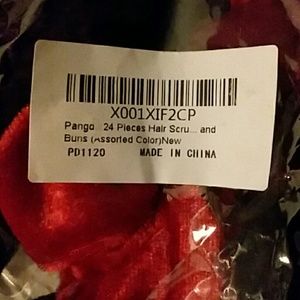 X001XIF2CP
Pango 24 Pieces Hair Scru... and
Buns (Assorted Color)New
PD1120 MADE IN CHINA